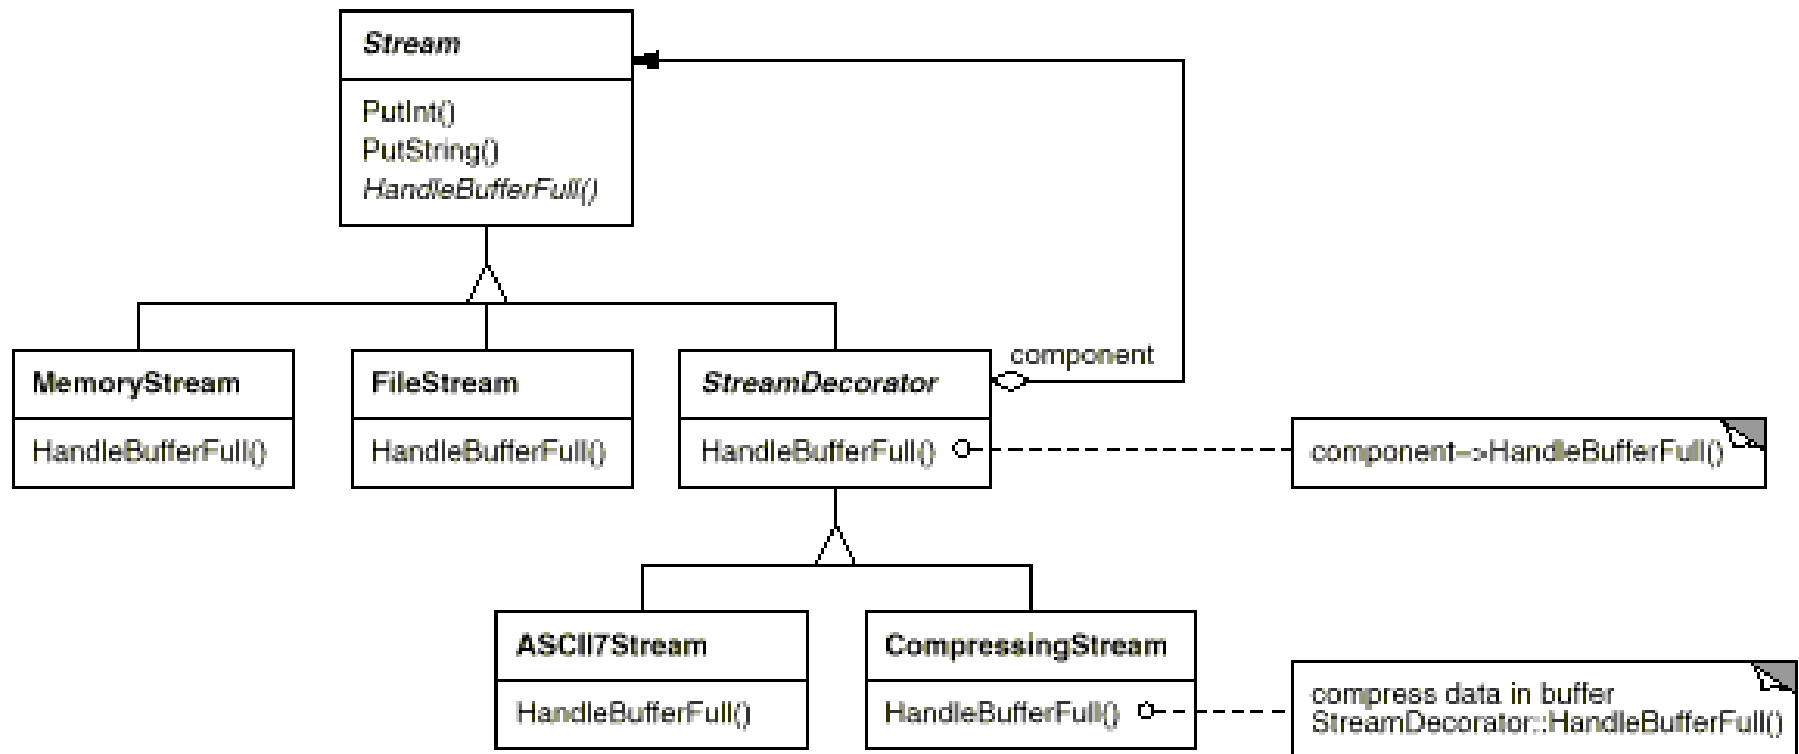 Stream
PutInt()
PutString()
HandleBufferFull()
MemoryStream
HandleBufferFull()
FileStream
HandleBufferFull()
StreamDecorator
HandleBufferFull()
component
component–>HandleBufferFull()
ASCII7Stream
HandleBufferFull()
CompressingStream
HandleBufferFull()
compress data in buffer
StreamDecorator::HandleBufferFull()